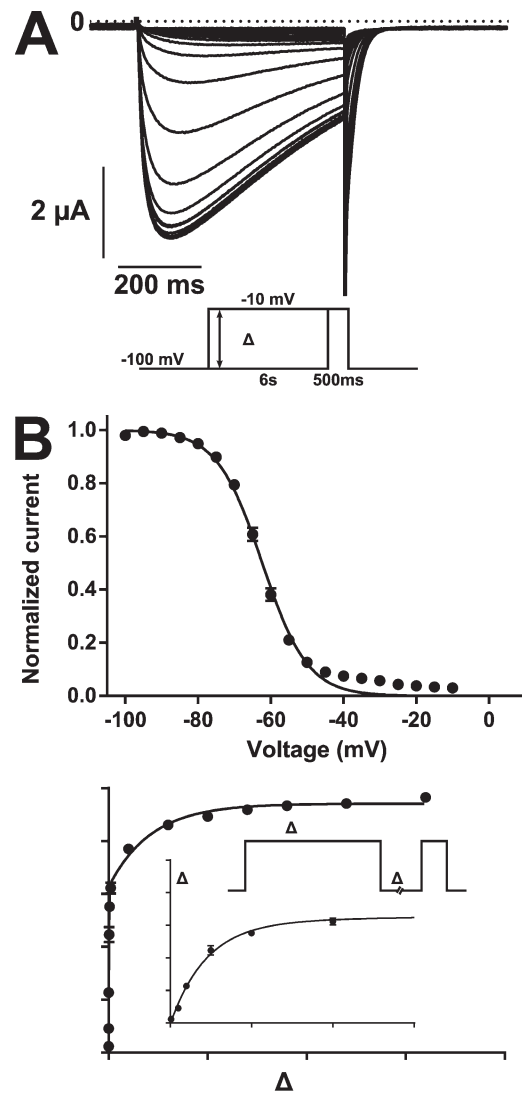 A
0
2 µA
200 ms
-10 mV
Δ
-100 mV
6s
500ms
B
1.0
0.8
0.6
0.4
0.2
0.0
Normalized current
-100
-80
-60
-40
-20
0
Voltage (mV)
Δ
Δ
Δ
Δ